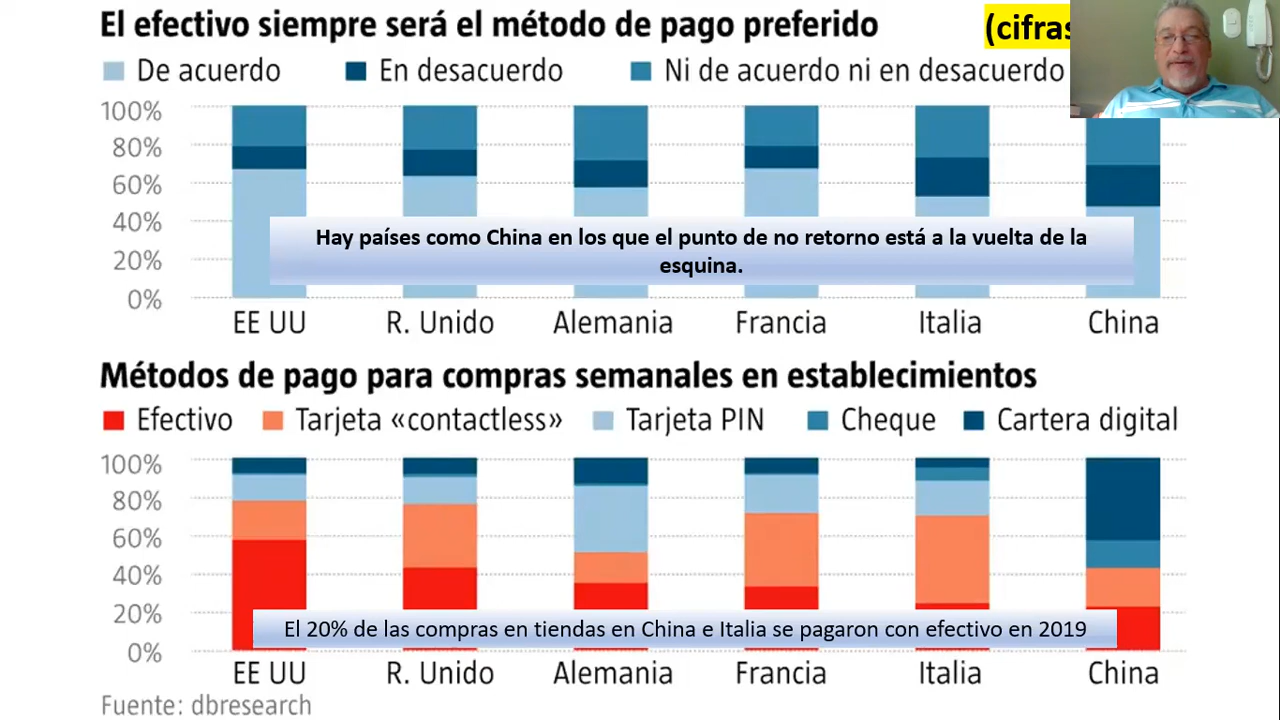 El efectivo siempre será el método de pago preferido
(cifras
De acuerdo En desacuerdo Ni de acuerdo ni en desacuerdo
100%
80%
60%
40%
20%
0%
Hay países como China en los que el punto de no retorno está a la vuelta de la
esquina.
EE UU R. Unido Alemania Francia Italia China
Métodos de pago para compras semanales en establecimientos
Efectivo Tarjeta «contactless» Tarjeta PIN Cheque Cartera digital
100%
80%
60%
40%
20%
0%
El 20% de las compras en tiendas en China e Italia se pagaron con efectivo en 2019
EE UU R. Unido Alemania Francia Italia China
Fuente: dbresearch